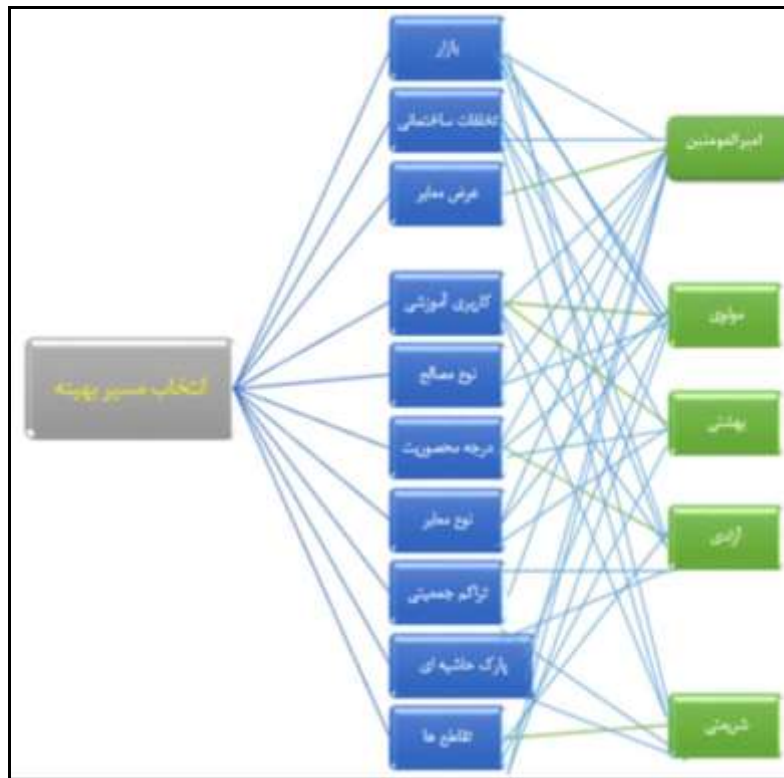 بازار
تخلفات ساختمانی
عرض معابر
کاربری آموزشی
نوع مصالح
درجه محصوریت
نوع معابر
تراکم جمعیتی
پارک حاشیه ای
تقاطع ها
انتخاب مسیر بهینه
امیرالمومنین
مولوی
بهشتی
آزادی
شریعتی